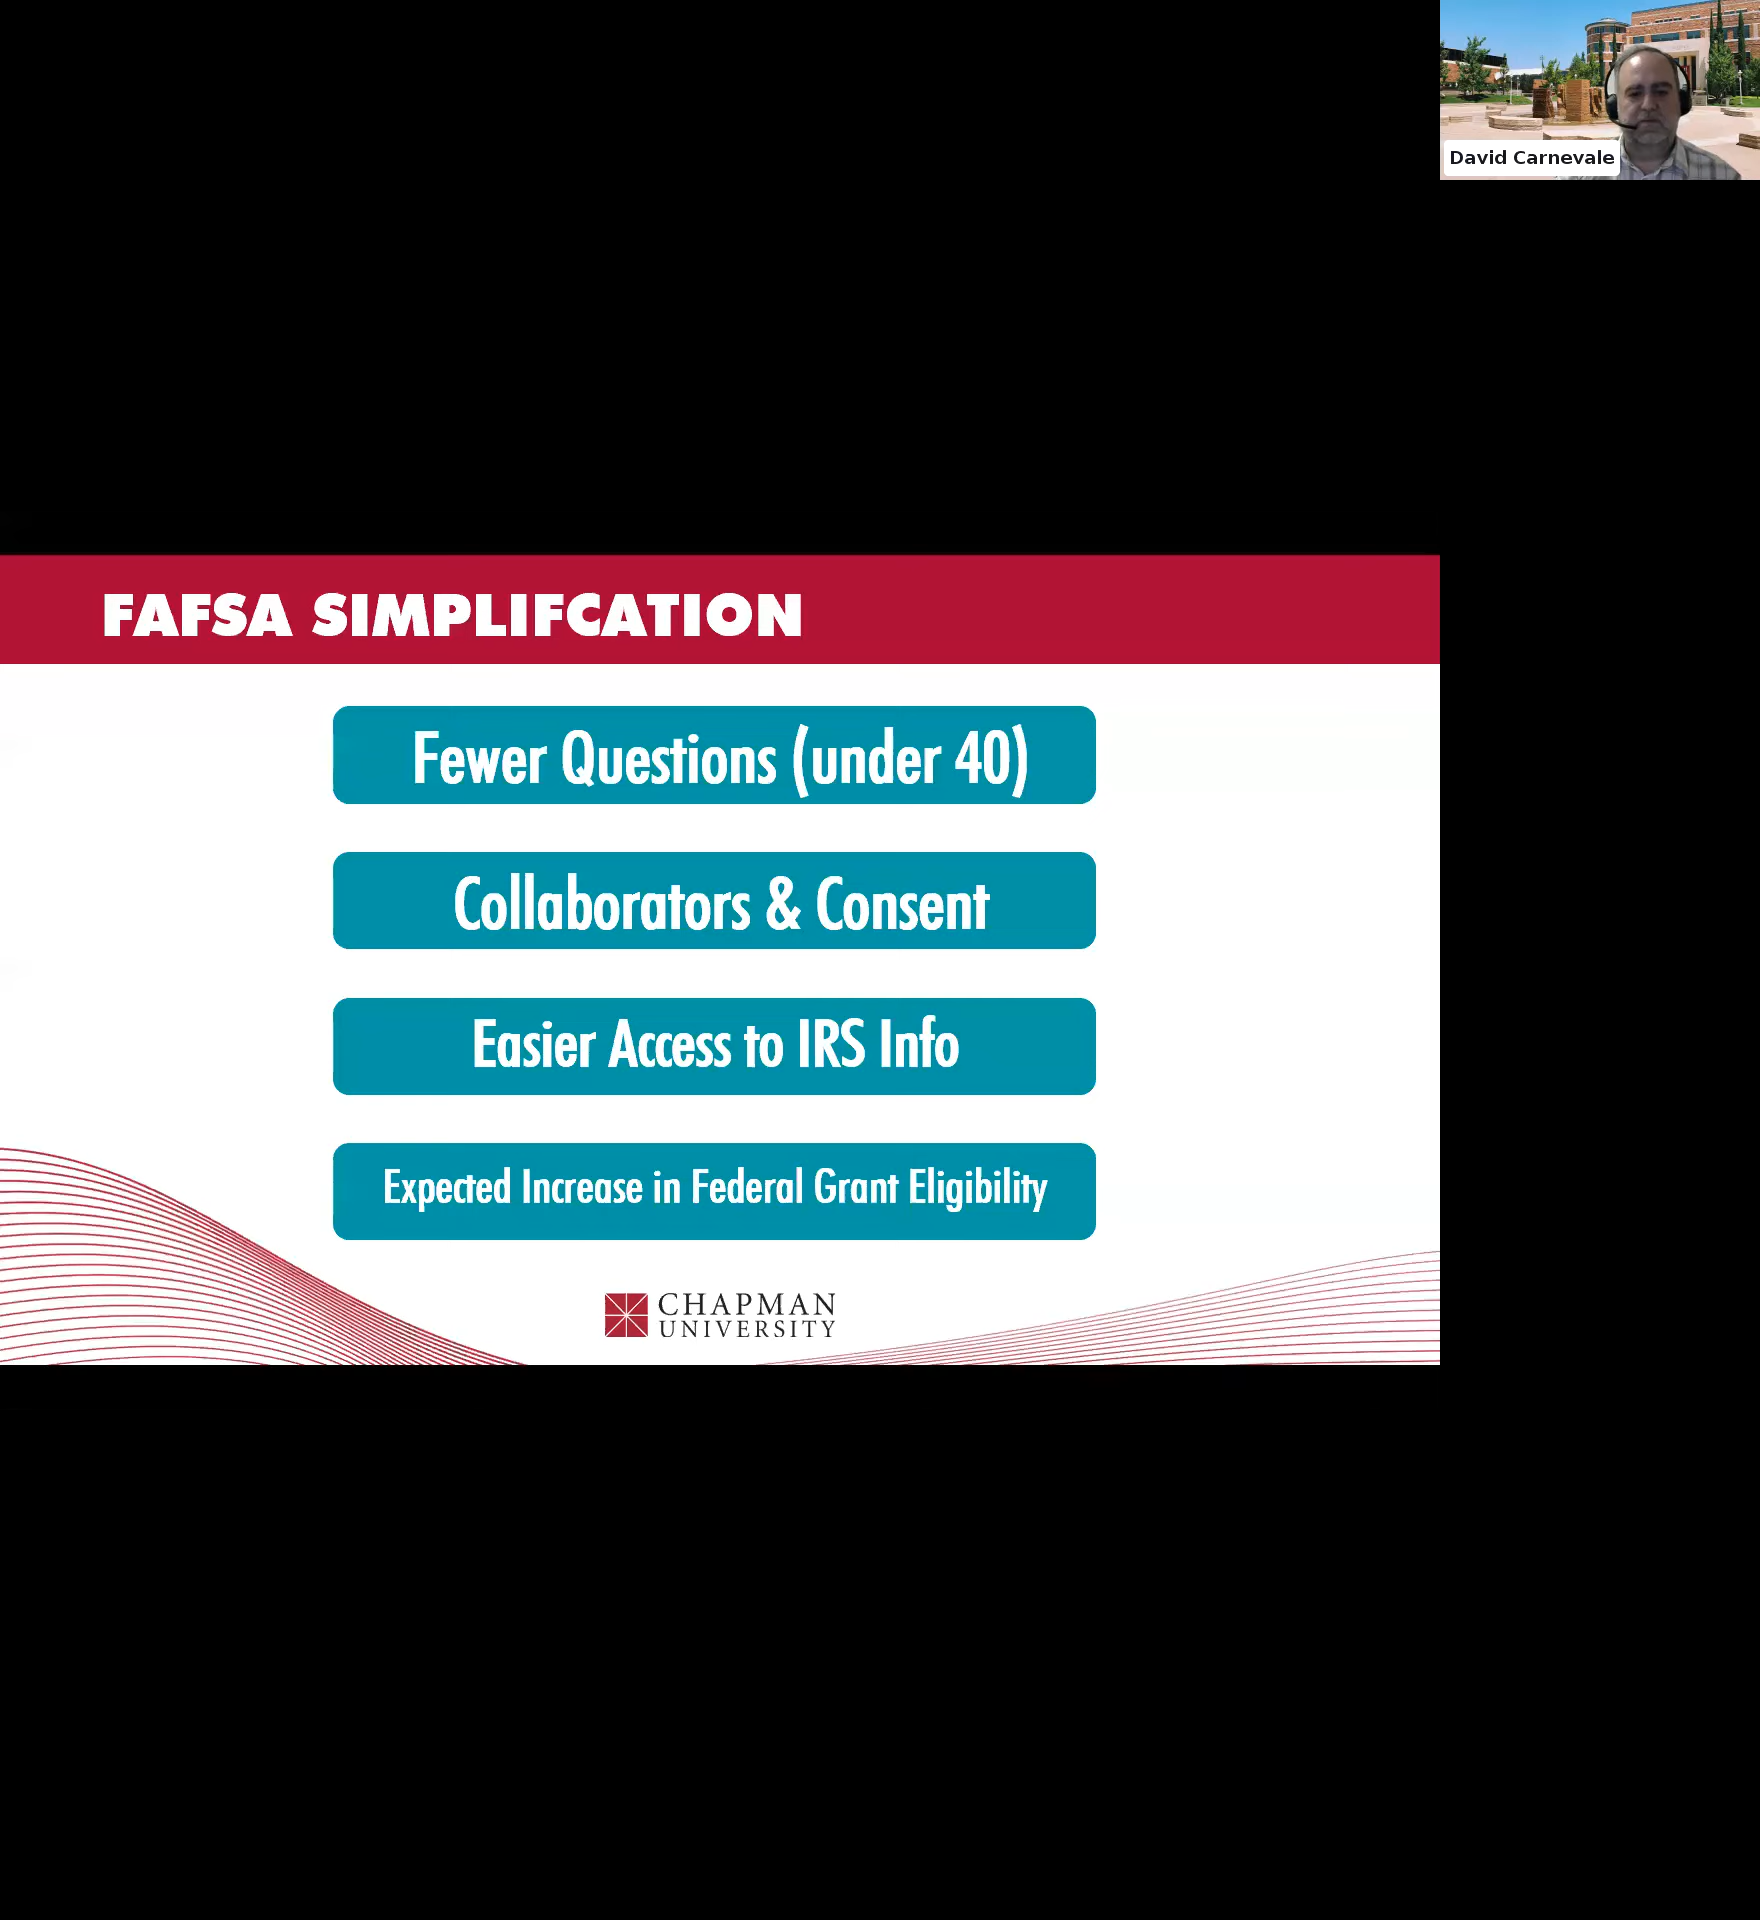 David Carnevale
FAFSA SIMPLIFCATION
Fewer Questions (under 40)
Collaborators & Consent
Easier Access to IRS Info
Expected Increase in Federal Grant Eligibility
CHAPMAN
UNIVERSITY